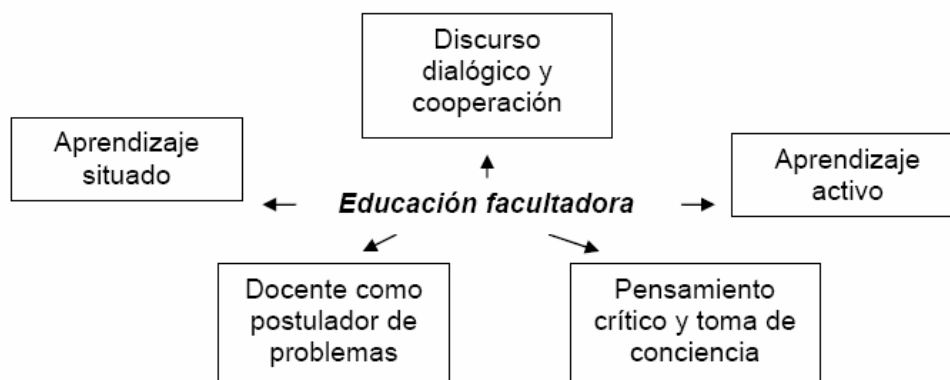 Discurso
dialógico y
cooperación
Aprendizaje
situado
Aprendizaje
activo
Educación facultadora
Docente como
postulador de
problemas
Pensamiento
crítico y toma de
conciencia